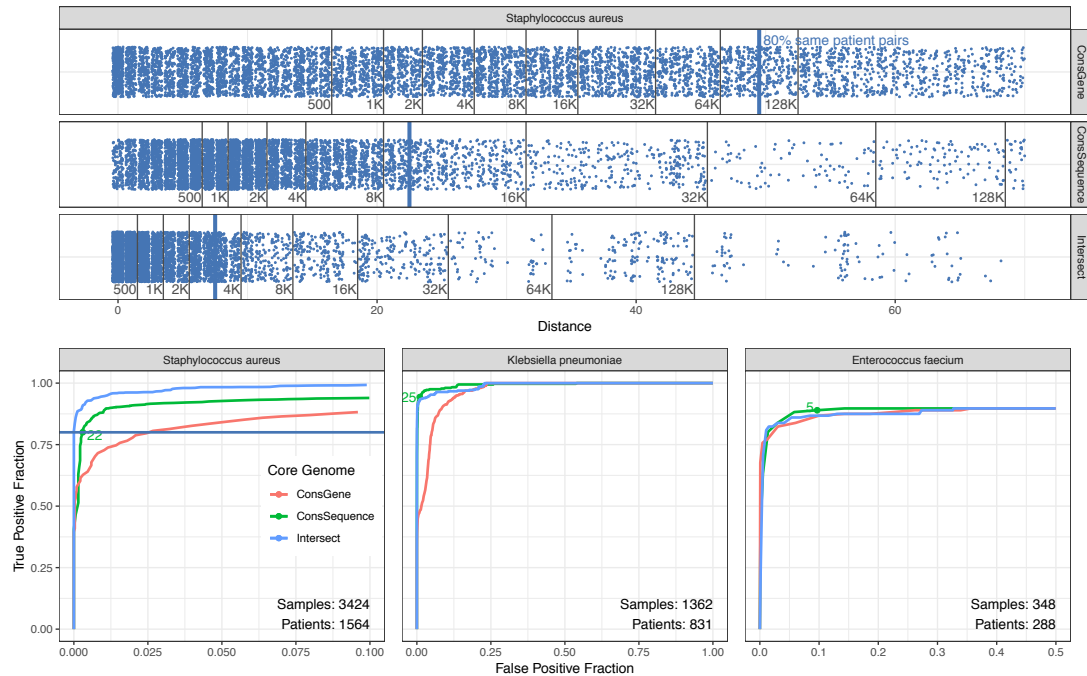 Staphylococcus aureus
80% same patient pairs
500 1K 2K 4K 8K 16K 32K 64K 128K
ConsGene
500 1K 2K 4K 8K 16K 32K 64K 128K
ConsSequence
500 1K 2K 4K 8K 16K 32K 64K 128K
Intersect
0 20 40 60
Distance
Staphylococcus aureus
Klebsiella pneumoniae
Enterococcus faecium
True Positive Fraction
1.00
0.75
0.50
0.25
0.00
22
25
5
Core Genome
ConsGene
ConsSequence
Intersect
Samples: 3424
Patients: 1564
Samples: 1362
Patients: 831
Samples: 348
Patients: 288
0.000 0.025 0.050 0.075 0.100
0.00 0.25 0.50 0.75 1.00
0.0 0.1 0.2 0.3 0.4 0.5
False Positive Fraction